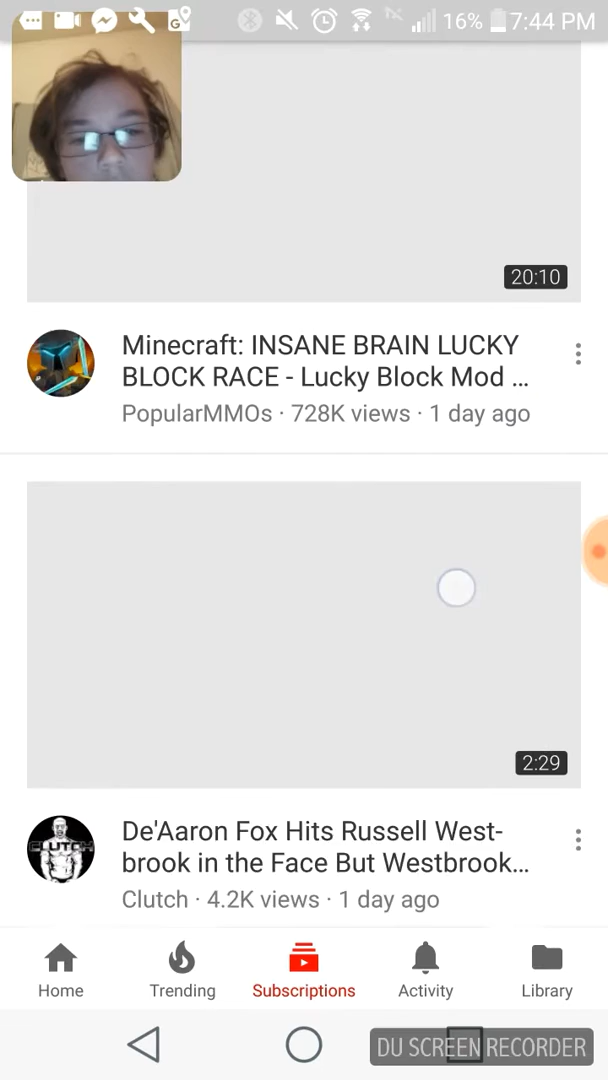 16% 7:44 PM
20:10
Minecraft: INSANE BRAIN LUCKY
BLOCK RACE - Lucky Block Mod ...
PopularMMOs · 728K views · 1 day ago
2:29
CLUTCH
De'Aaron Fox Hits Russell West-
brook in the Face But Westbrook...
Clutch · 4.2K views · 1 day ago
Home Trending Subscriptions Activity Library
DU SCREEN RECORDER